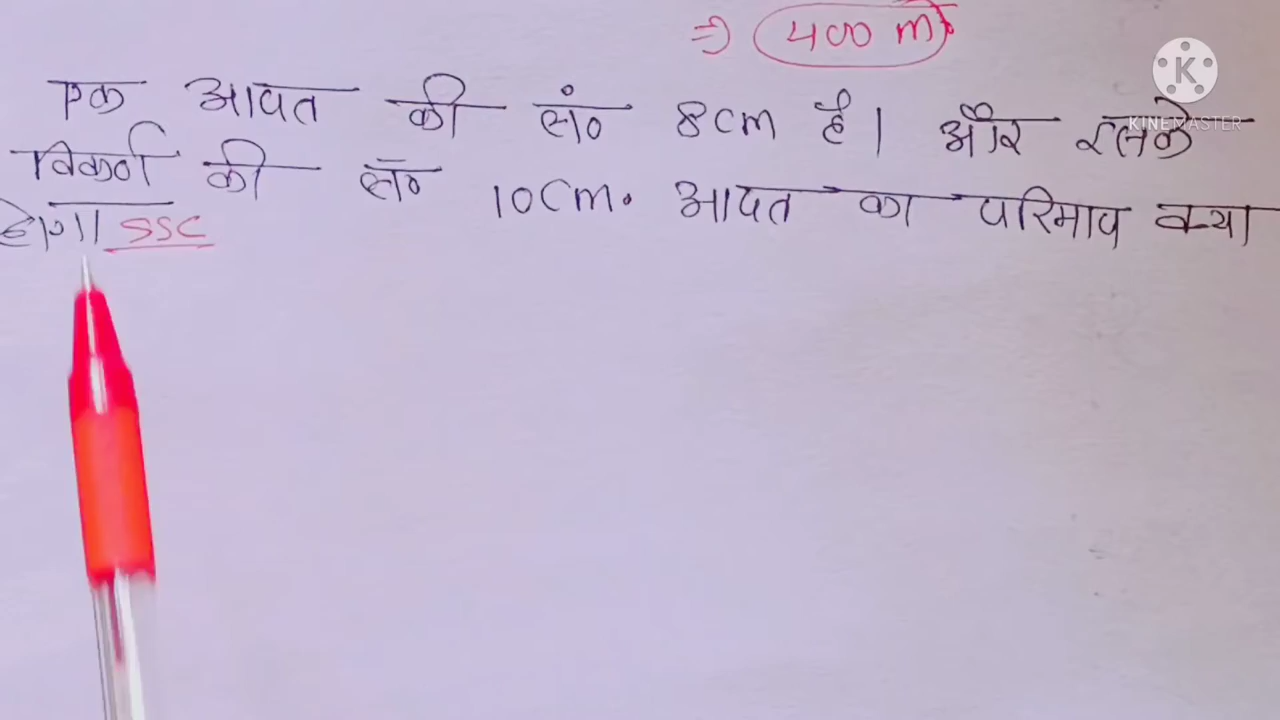 ⇒ 400 m²
एक आयत की लं० 8cm है। और इसके
विकर्ण की लं० 10cm. आयत का परिमाप क्या
होगा SSC
KINEMASTER